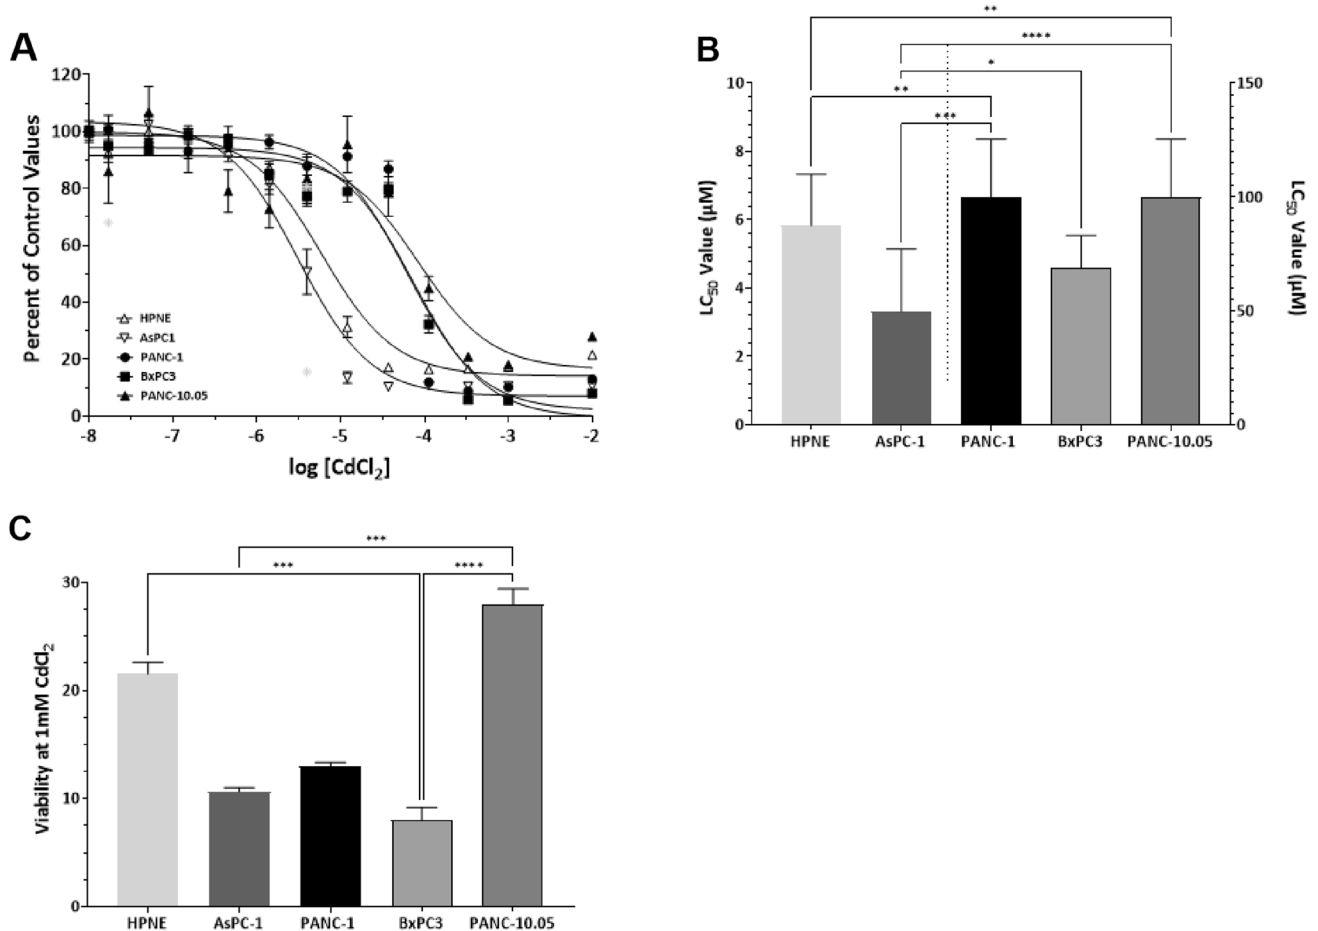 A
Percent of Control Values
120
100
80
60
40
20
0
HPNE
AsPC1
PANC-1
BxPC3
PANC-10.05
-8 -7 -6 -5 -4 -3 -2
log [CdCl2]
B
**
****
*
**
***
LC50 Value (µM)
10
8
6
4
2
0
150
100
50
0
LC50 Value (µM)
HPNE AsPC-1 PANC-1 BxPC3 PANC-10.05
C
***
*** ****
Viability at 1mM CdCl2
30
20
10
0
HPNE AsPC-1 PANC-1 BxPC3 PANC-10.05